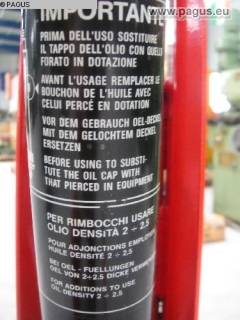 © PAGUS
www.pagus.eu
IMPORTANTE
PRIMA DELL'USO SOSTITUIRE
IL TAPPO DELL'OLIO CON QUELLO
FORATO IN DOTAZIONE
AVANT L'USAGE REMPLACER LE
BOUCHON DE L'HUILE AVEC
CELUI PERCÉ EN DOTATION
VOR DEM GEBRAUCH OEL-DECKEL
MIT DEM GELOCHTEM DECKEL
ERSETZEN
BEFORE USING TO SUBSTI-
TUTE THE OIL CAP WITH
THAT PIERCED IN EQUIPMENT
PER RIMBOCCHI USARE
OLIO DENSITÀ 2 ÷ 2.5
POUR ADJONCTIONS EMPLOYER
HUILE DENSITÉ 2 ÷ 2.5
BEI OEL - FUELLUNGEN
OEL VON 2÷2.5 DICKE
FOR ADDITIONS TO USE
OIL DENSITY 2 ÷ 2.5